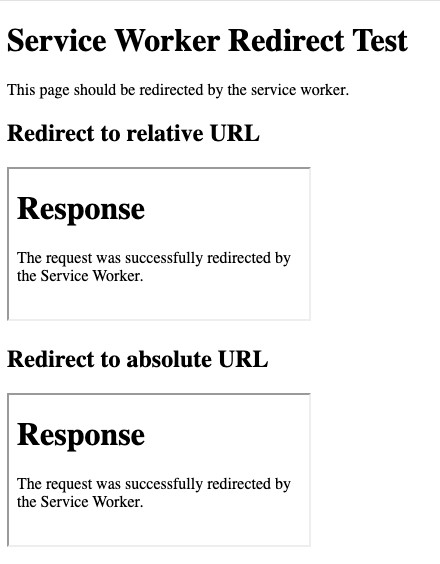 Service Worker Redirect Test
This page should be redirected by the service worker.
Redirect to relative URL
Response
The request was successfully redirected by
the Service Worker.
Redirect to absolute URL
Response
The request was successfully redirected by
the Service Worker.